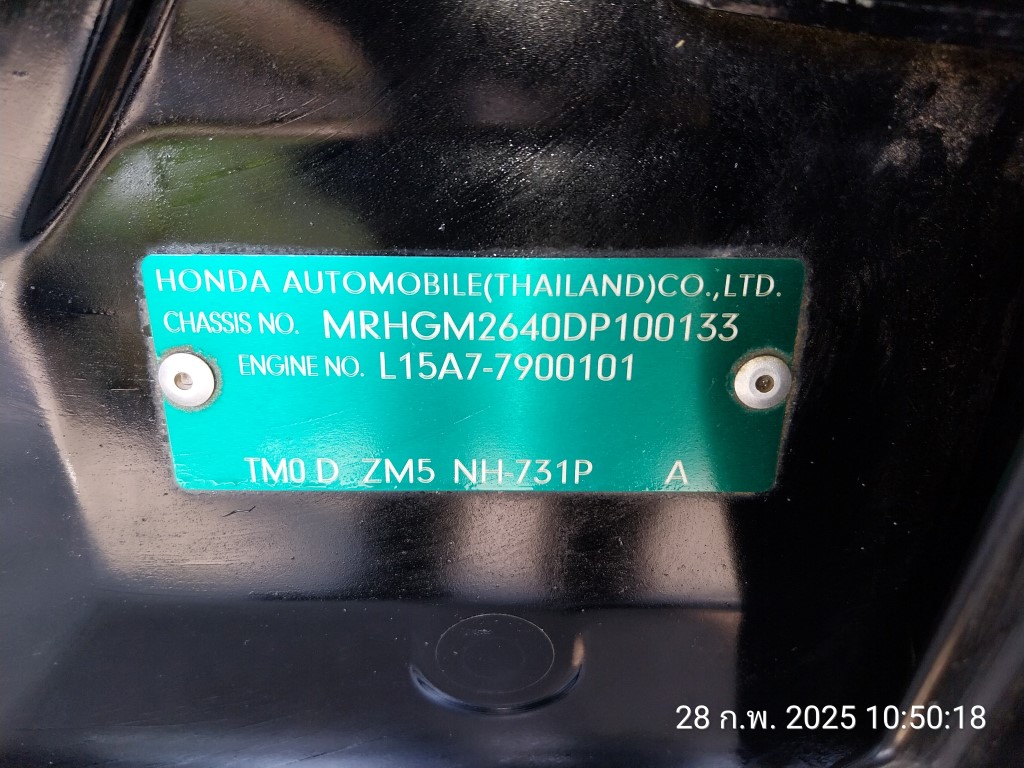 HONDA AUTOMOBILE(THAILAND)CO.,LTD.
CHASSIS NO. MRHGM2640DP100133
ENGINE NO. L15A7-7900101
TM0 D ZM5 NH-731P A
28 ก.พ. 2025 10:50:18